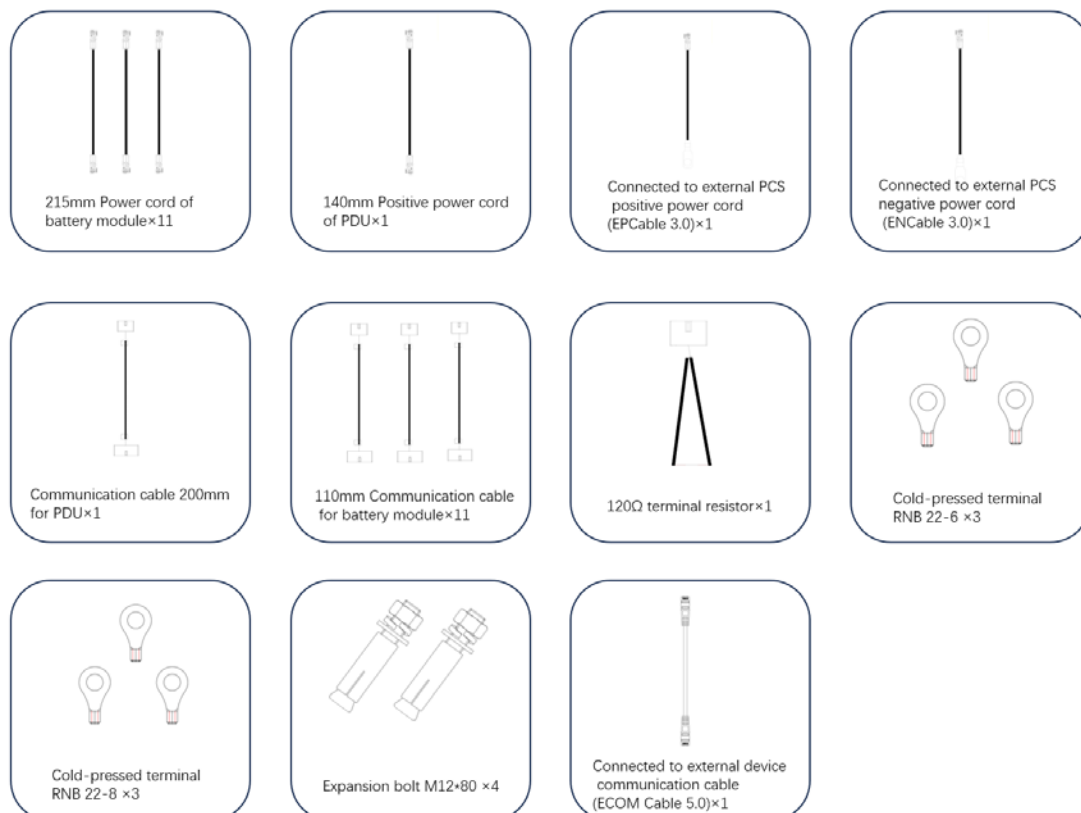 215mm Power cord of
battery module×11
140mm Positive power cord
of PDU×1
Connected to external PCS
positive power cord
(EPCable 3.0)×1
Connected to external PCS
negative power cord
(ENCable 3.0)×1
Communication cable 200mm
for PDU×1
110mm Communication cable
for battery module×11
120Ω terminal resistor×1
Cold-pressed terminal
RNB 22-6 ×3
Cold-pressed terminal
RNB 22-8 ×3
Expansion bolt M12*80 ×4
Connected to external device
communication cable
(ECOM Cable 5.0)×1